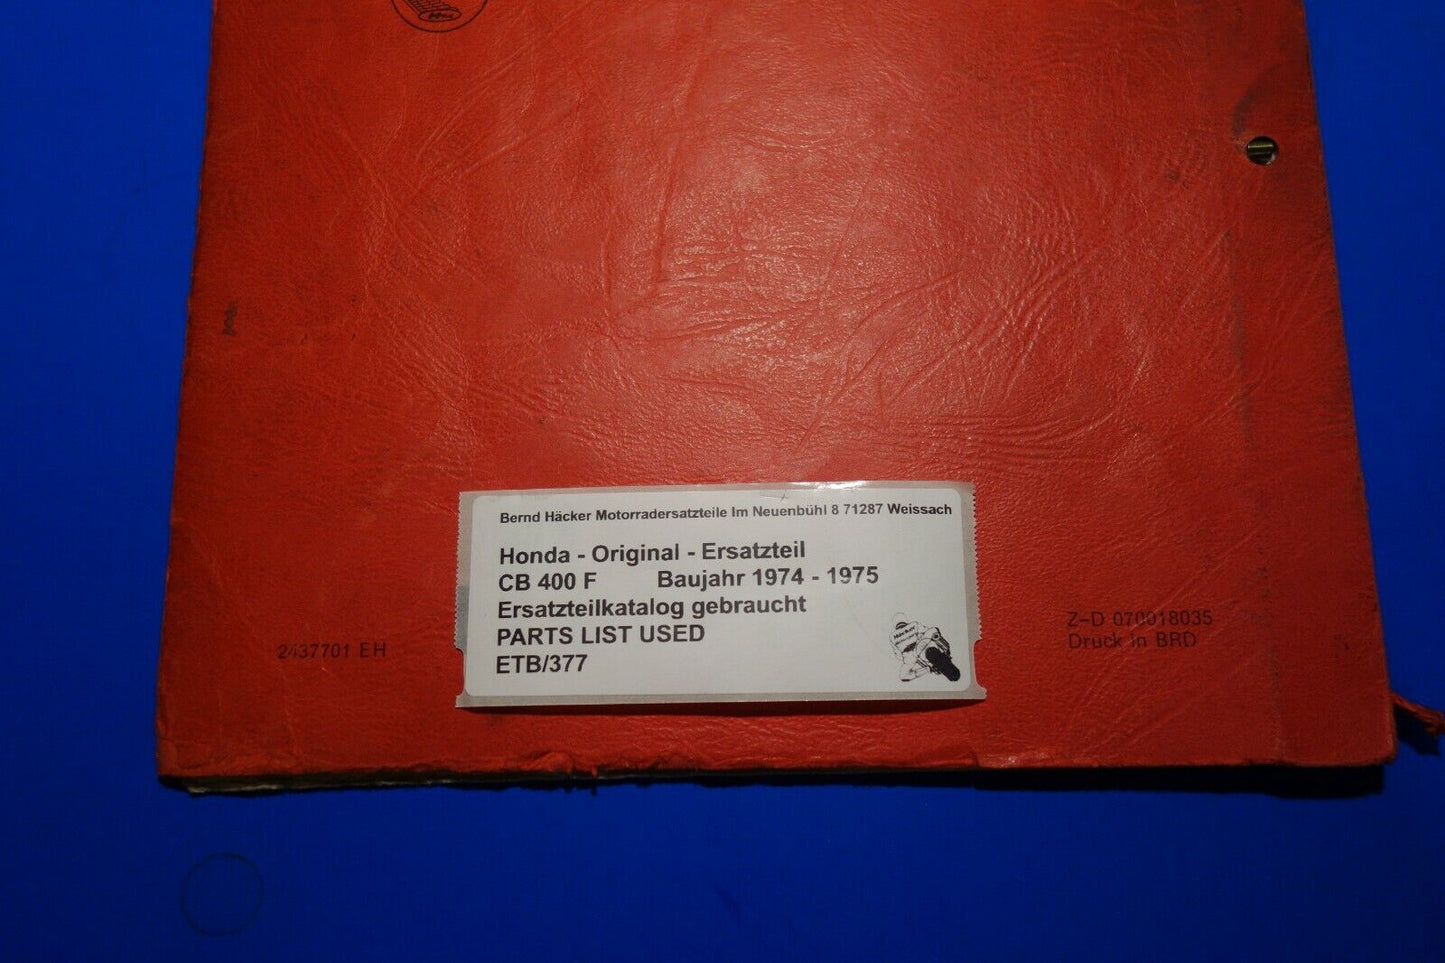 Bernd Häcker Motorradersatzteile Im Neuenbühl 8 71287 Weissach
Honda - Original - Ersatzteil
CB 400 F Baujahr 1974 - 1975
Ersatzteilkatalog gebraucht
PARTS LIST USED
ETB/377
2437701 EH
Z-D 070018035
Druck in BRD